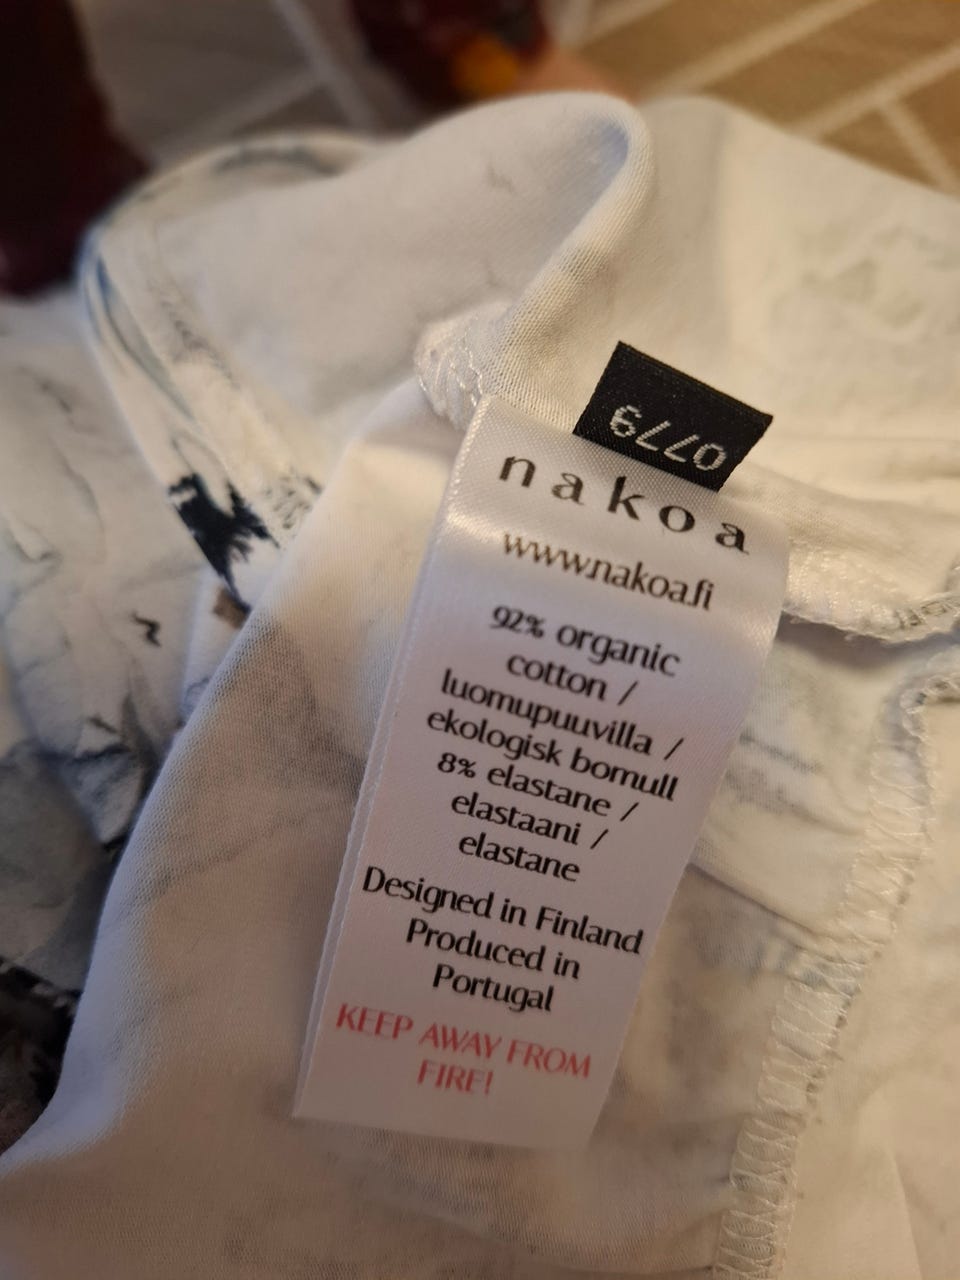 0779
nakoa
www.nakoa.fi
92% organic
cotton /
luomupuuvilla /
ekologisk bomull
8% elastane /
elastaani /
elastane
Designed in Finland
Produced in
Portugal
KEEP AWAY FROM
FIRE!